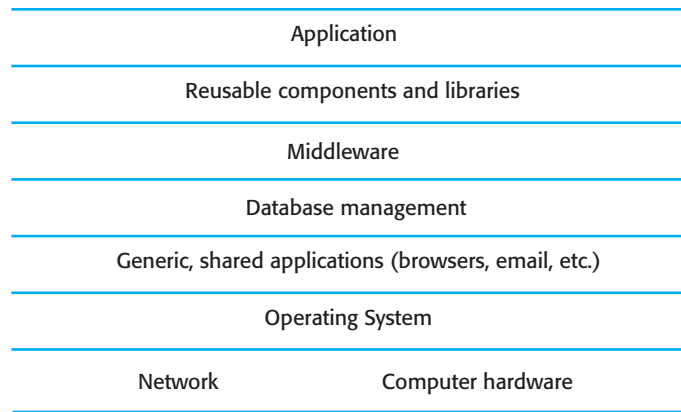 Application
Reusable components and libraries
Middleware
Database management
Generic, shared applications (browsers, email, etc.)
Operating System
Network Computer hardware